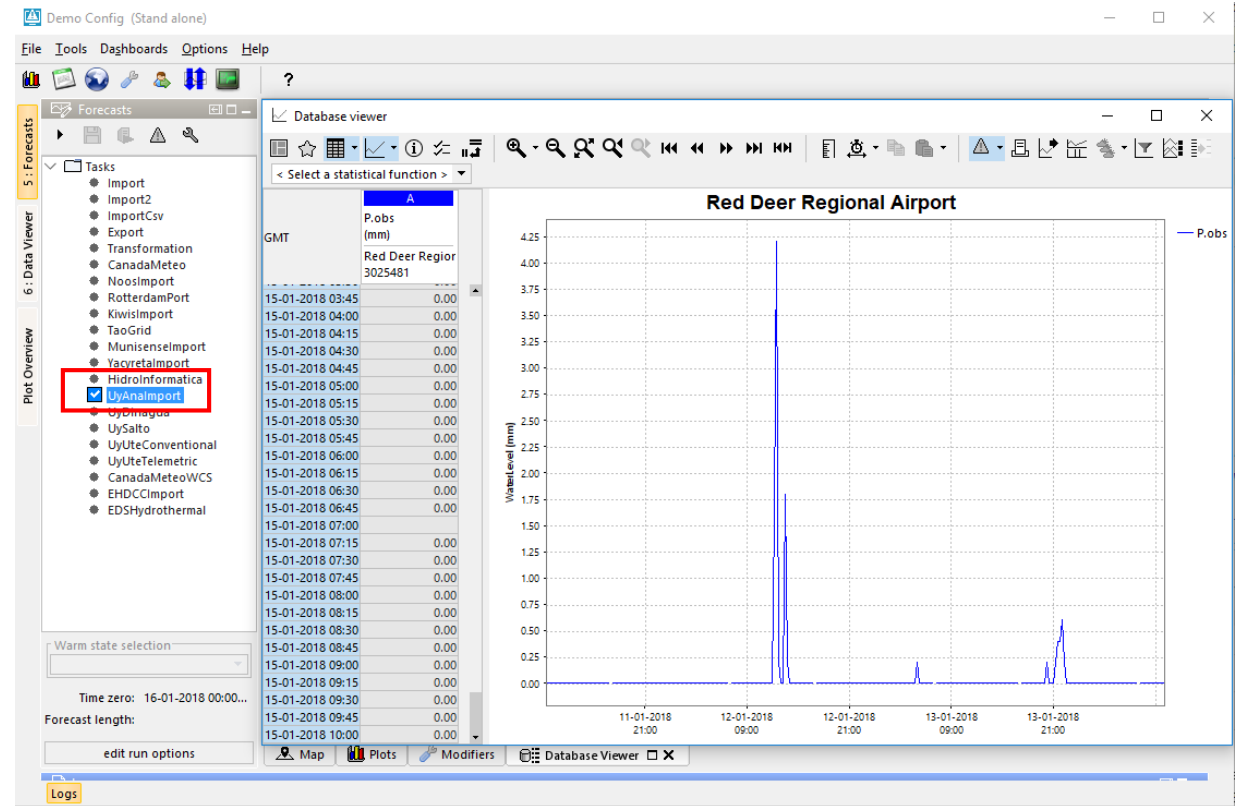 Demo Config (Stand alone)
File Tools Dashboards Options Help
?
5 : Forecasts
6 : Data Viewer
Plot Overview
Forecasts
Tasks
Import
Import2
ImportCsv
Export
Transformation
CanadaMeteo
NoosImport
RotterdamPort
KiwisImport
TaoGrid
MunisenseImport
YacyretaImport
HidroInformatica
UyAnaImport
UyDinagua
UySalto
UyUteConventional
UyUteTelemetric
CanadaMeteoWCS
EHDCCImport
EDSHydrothermal
Warm state selection
Time zero: 16-01-2018 00:00...
Forecast length:
edit run options
Database viewer
< Select a statistical function >
A
GMT
P.obs
(mm)
Red Deer Regior
3025481
15-01-2018 03:45 0.00
15-01-2018 04:00 0.00
15-01-2018 04:15 0.00
15-01-2018 04:30 0.00
15-01-2018 04:45 0.00
15-01-2018 05:00 0.00
15-01-2018 05:15 0.00
15-01-2018 05:30 0.00
15-01-2018 05:45 0.00
15-01-2018 06:00 0.00
15-01-2018 06:15 0.00
15-01-2018 06:30 0.00
15-01-2018 06:45 0.00
15-01-2018 07:00
15-01-2018 07:15 0.00
15-01-2018 07:30 0.00
15-01-2018 07:45 0.00
15-01-2018 08:00 0.00
15-01-2018 08:15 0.00
15-01-2018 08:30 0.00
15-01-2018 08:45 0.00
15-01-2018 09:00 0.00
15-01-2018 09:15 0.00
15-01-2018 09:30 0.00
15-01-2018 09:45 0.00
15-01-2018 10:00 0.00
Red Deer Regional Airport
P.obs
WaterLevel (mm)
4.25
4.00
3.75
3.50
3.25
3.00
2.75
2.50
2.25
2.00
1.75
1.50
1.25
1.00
0.75
0.50
0.25
0.00
11-01-2018 12-01-2018 12-01-2018 13-01-2018 13-01-2018
21:00 09:00 21:00 09:00 21:00
Map Plots Modifiers Database Viewer
Logs